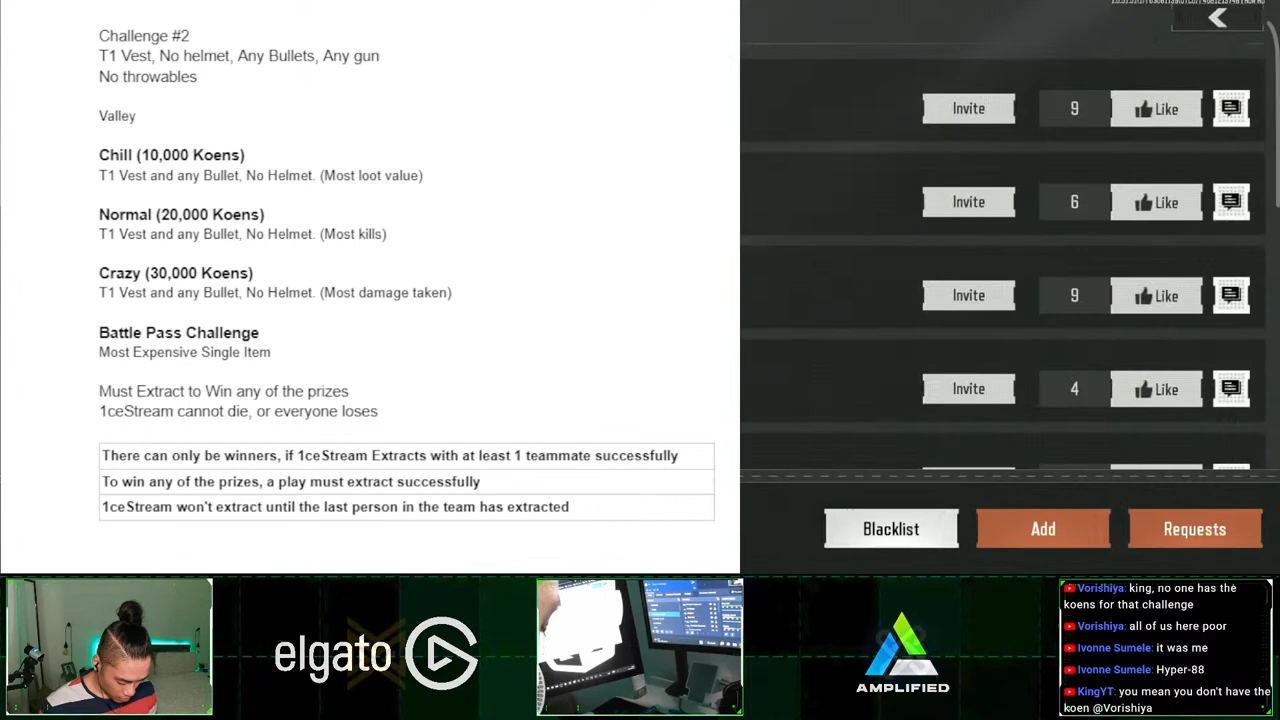 Challenge #2
T1 Vest, No helmet, Any Bullets, Any gun
No throwables
Valley
Chill (10,000 Koens)
T1 Vest and any Bullet, No Helmet. (Most loot value)
Normal (20,000 Koens)
T1 Vest and any Bullet, No Helmet. (Most kills)
Crazy (30,000 Koens)
T1 Vest and any Bullet, No Helmet. (Most damage taken)
Battle Pass Challenge
Most Expensive Single Item
Must Extract to Win any of the prizes
1ceStream cannot die, or everyone loses
There can only be winners, if 1ceStream Extracts with at least 1 teammate successfully
To win any of the prizes, a play must extract successfully
1ceStream won't extract until the last person in the team has extracted
Invite 9 Like
Invite 6 Like
Invite 9 Like
Invite 4 Like
Blacklist Add Requests
elgato
AMPLIFIED
Vorishiya: king, no one has the
koens for that challenge
Vorishiya: all of us here poor
Ivonne Sumele: it was me
Ivonne Sumele: Hyper-88
KingYT: you mean you don't have the
koen @Vorishiya